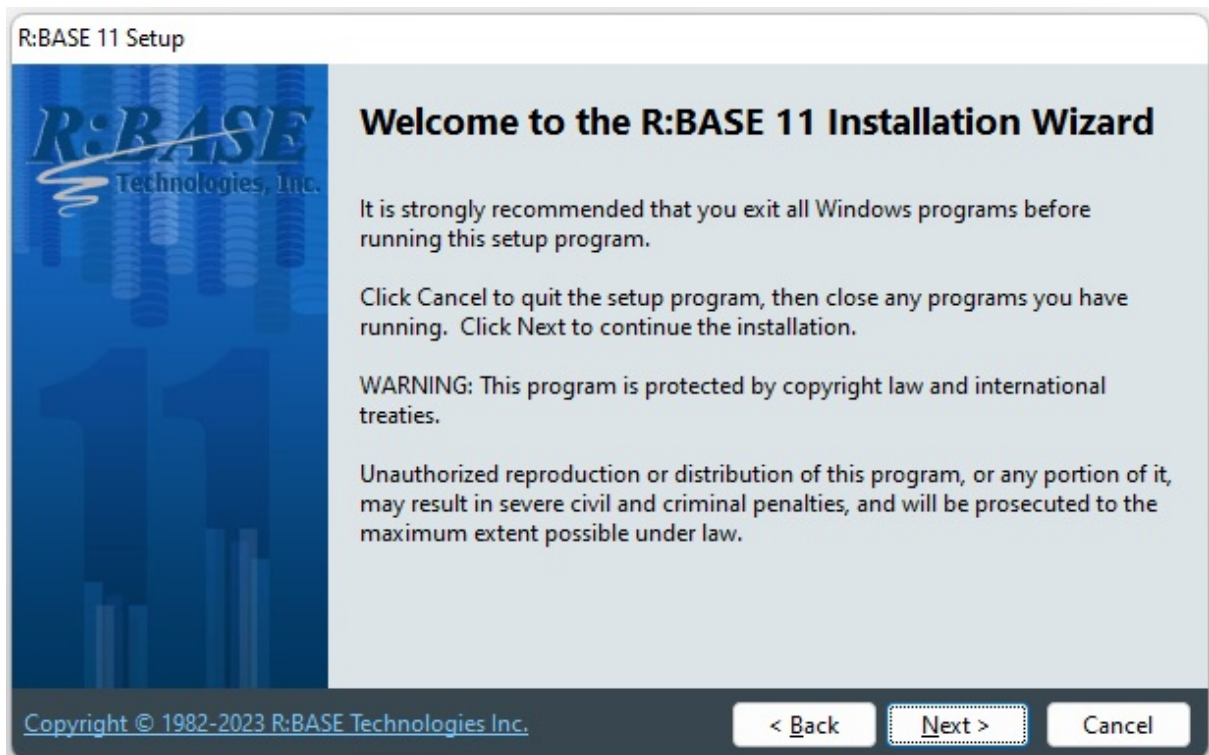 R:BASE 11 Setup
R:BASE
Technologies, Inc.
Welcome to the R:BASE 11 Installation Wizard
It is strongly recommended that you exit all Windows programs before
running this setup program.
Click Cancel to quit the setup program, then close any programs you have
running.  Click Next to continue the installation.
WARNING: This program is protected by copyright law and international
treaties.
Unauthorized reproduction or distribution of this program, or any portion of it,
may result in severe civil and criminal penalties, and will be prosecuted to the
maximum extent possible under law.
11
Copyright © 1982-2023 R:BASE Technologies Inc.
< Back Next > Cancel